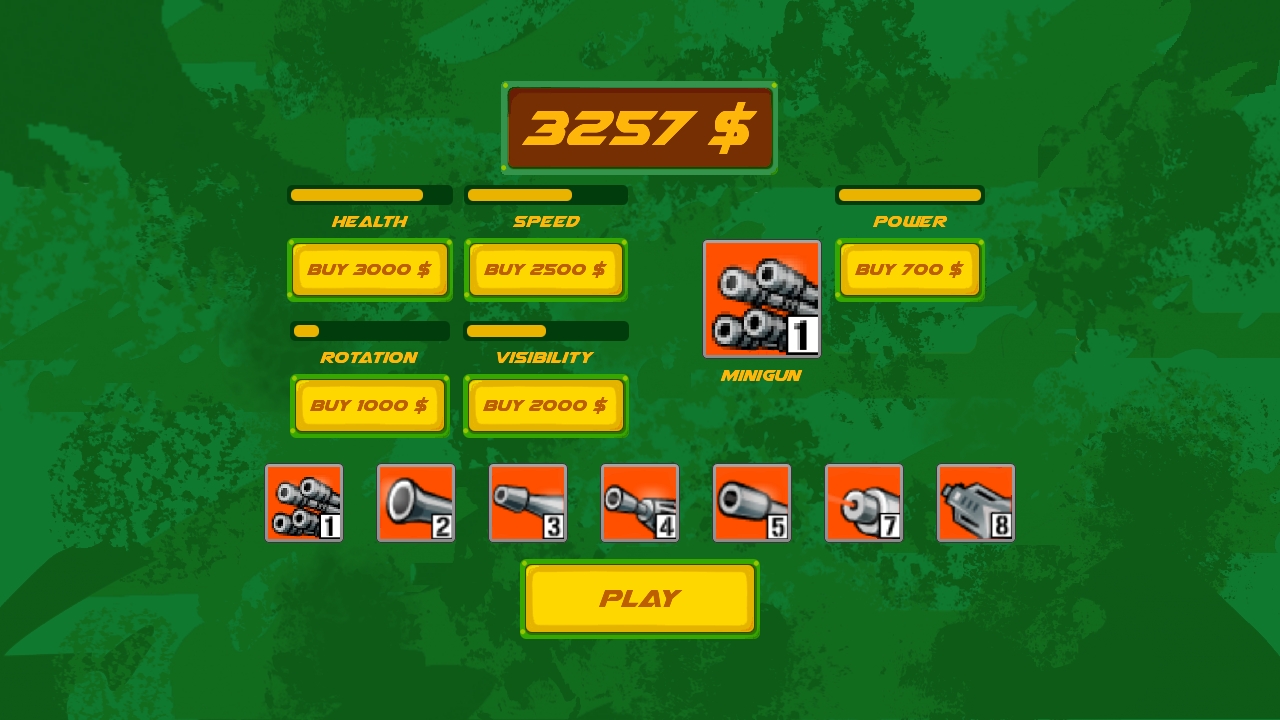 3257 $
HEALTH
SPEED
POWER
BUY 3000 $
BUY 2500 $
BUY 700 $
1
MINIGUN
ROTATION
VISIBILITY
BUY 1000 $
BUY 2000 $
1
2
3
4
5
7
8
PLAY